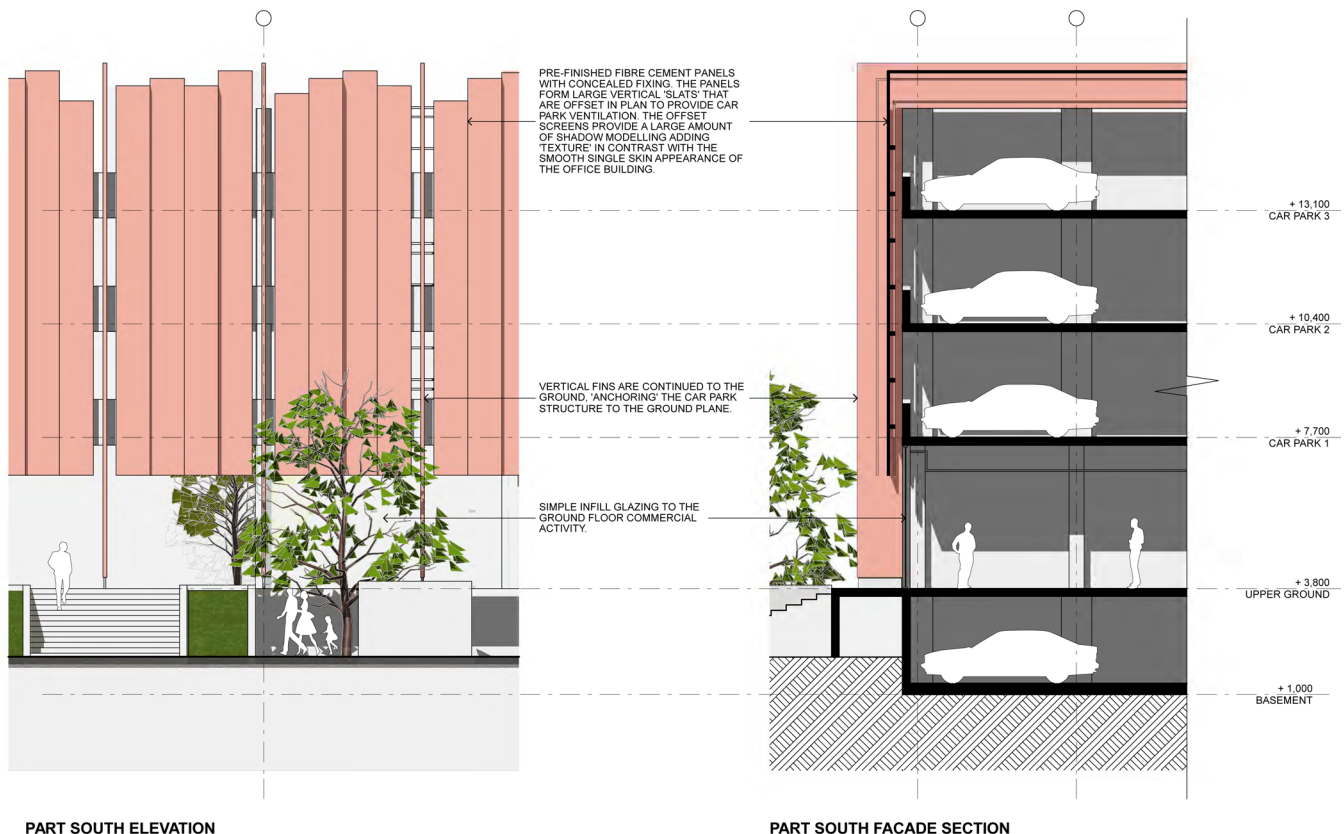 PRE-FINISHED FIBRE CEMENT PANELS
WITH CONCEALED FIXING. THE PANELS
FORM LARGE VERTICAL 'SLATS' THAT
ARE OFFSET IN PLAN TO PROVIDE CAR
PARK VENTILATION. THE OFFSET
SCREENS PROVIDE A LARGE AMOUNT
OF SHADOW MODELLING ADDING
'TEXTURE' IN CONTRAST WITH THE
SMOOTH SINGLE SKIN APPEARANCE OF
THE OFFICE BUILDING.
VERTICAL FINS ARE CONTINUED TO THE
GROUND, 'ANCHORING' THE CAR PARK
STRUCTURE TO THE GROUND PLANE.
SIMPLE INFILL GLAZING TO THE
GROUND FLOOR COMMERCIAL
ACTIVITY.
+ 13,100
CAR PARK 3
+ 10,400
CAR PARK 2
+ 7,700
CAR PARK 1
+ 3,800
UPPER GROUND
+ 1,000
BASEMENT
PART SOUTH ELEVATION
PART SOUTH FACADE SECTION